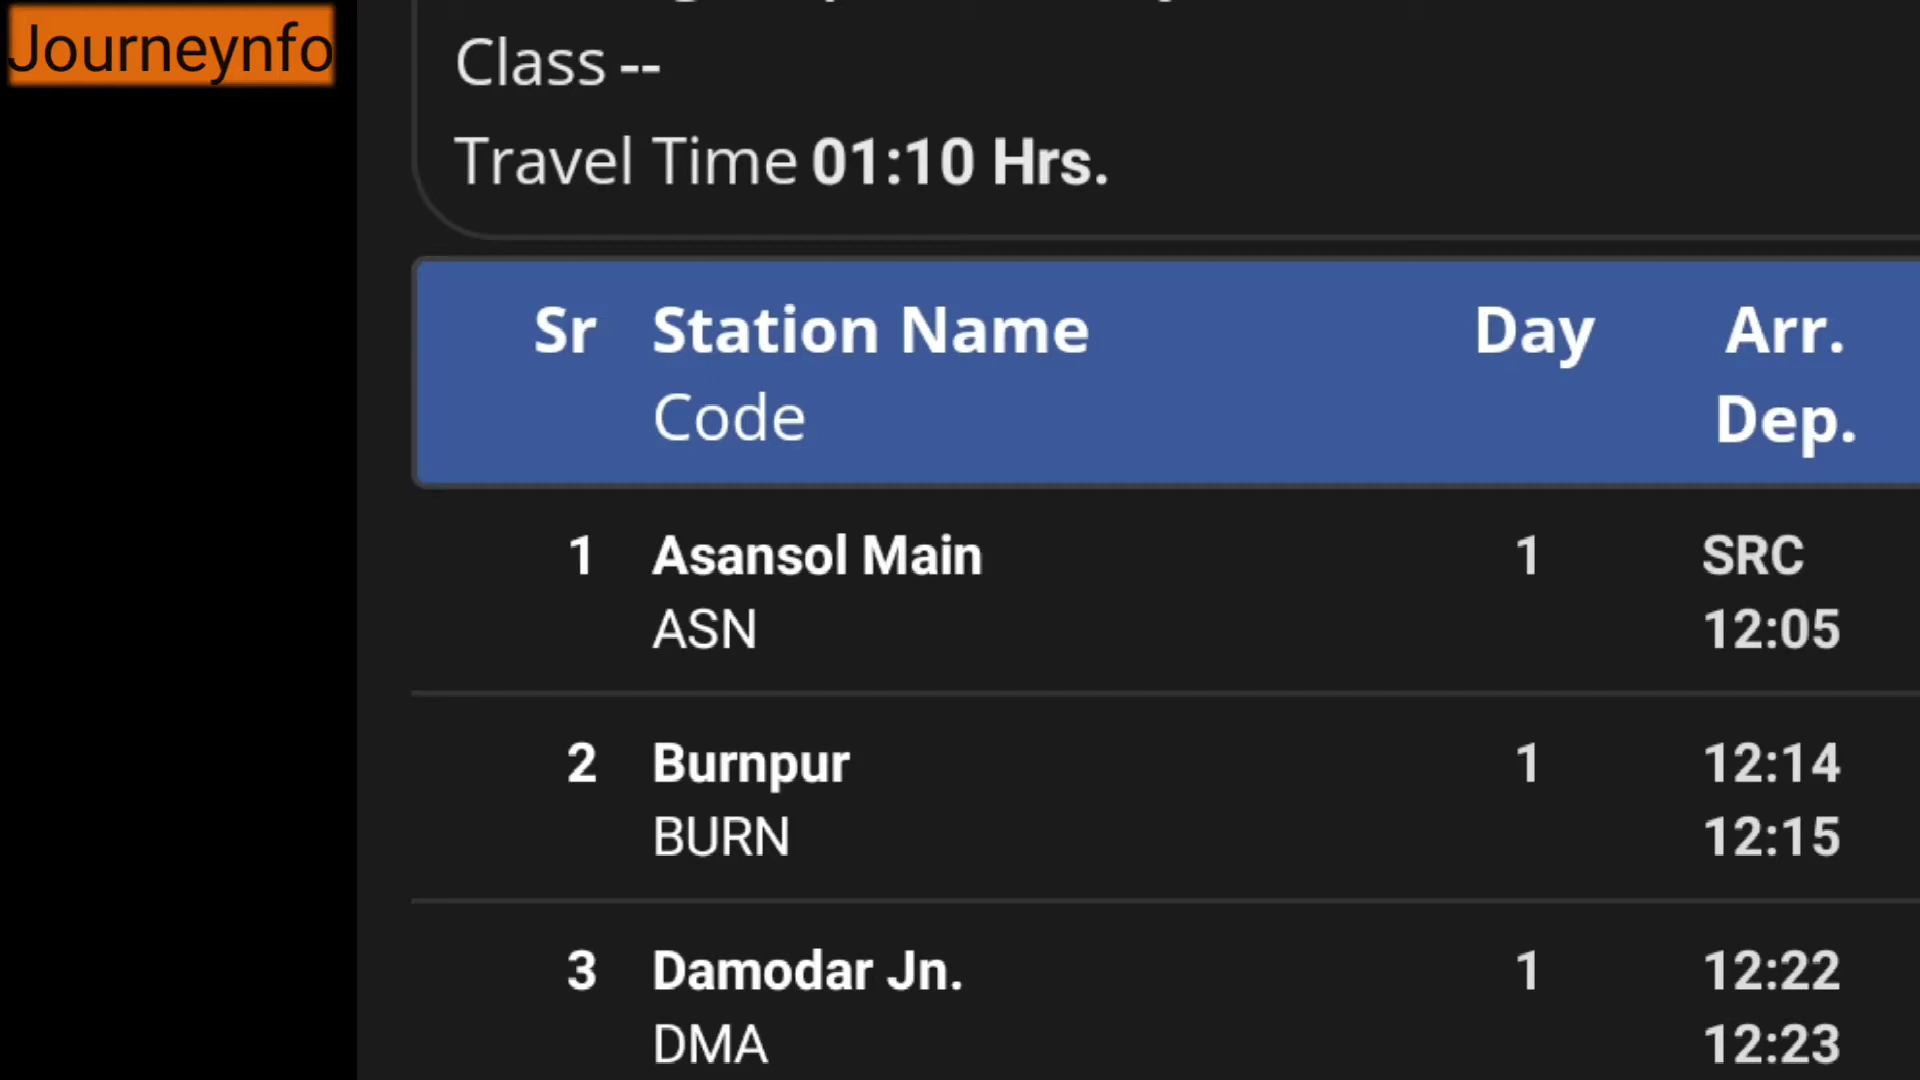 Journeynfo
Class --
Travel Time 01:10 Hrs.
Sr Station Name Day Arr.
Code Dep.
1 Asansol Main 1 SRC
ASN 12:05
2 Burnpur 1 12:14
BURN 12:15
3 Damodar Jn. 1 12:22
DMA 12:23